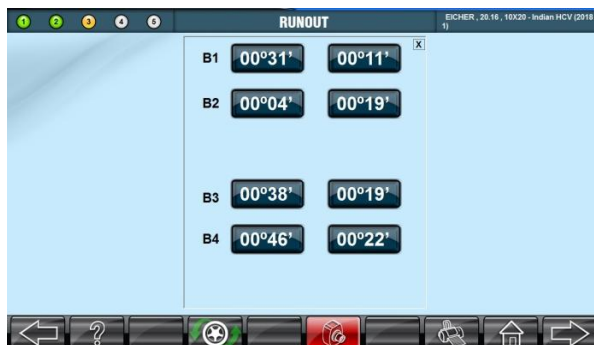 1 2 3 4 5
RUNOUT
EICHER , 20.16 , 10X20 - Indian HCV (2018
1)
X
B1 00º31’ 00º11’
B2 00º04’ 00º19’
B3 00º38’ 00º19’
B4 00º46’ 00º22’
?